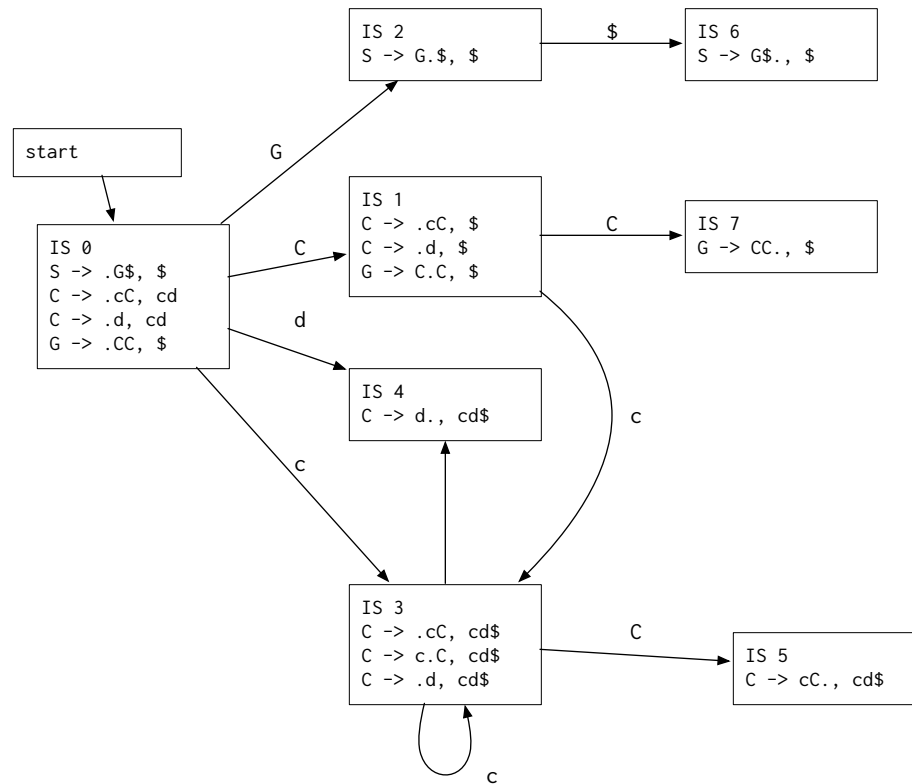 IS 2
S -> G.$, $
$
IS 6
S -> G$., $
start
G
IS 0
S -> .G$, $
C -> .cC, cd
C -> .d, cd
G -> .CC, $
C
IS 1
C -> .cC, $
C -> .d, $
G -> C.C, $
C
IS 7
G -> CC., $
d
IS 4
C -> d., cd$
c
c
IS 3
C -> .cC, cd$
C -> c.C, cd$
C -> .d, cd$
C
IS 5
C -> cC., cd$
c